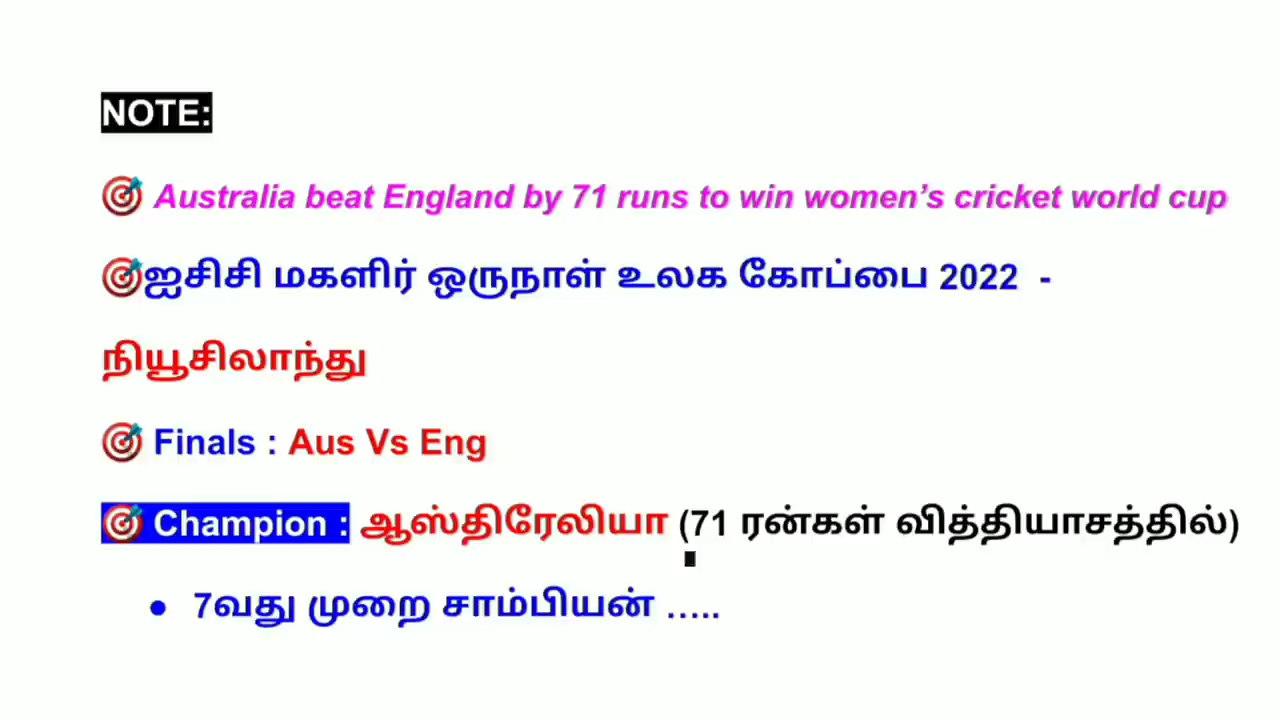 NOTE:
🎯 Australia beat England by 71 runs to win women’s cricket world cup
🎯ஐசிசி மகளிர் ஒருநாள் உலக கோப்பை 2022 -
நியூசிலாந்து
🎯 Finals : Aus Vs Eng
🎯 Champion : ஆஸ்திரேலியா (71 ரன்கள் வித்தியாசத்தில்)
● 7வது முறை சாம்பியன் …..